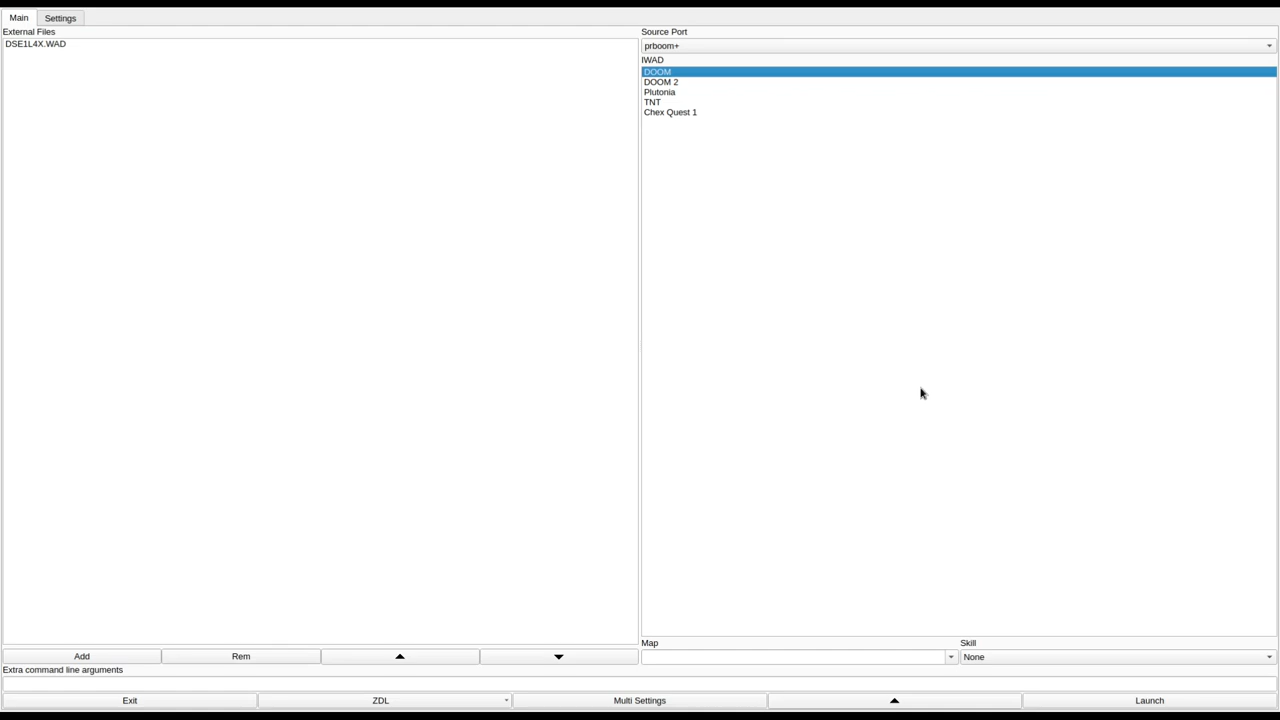 Main
Settings
External Files
DSE1L4X.WAD
Source Port
prboom+
IWAD
DOOM
DOOM 2
Plutonia
TNT
Chex Quest 1
Add
Rem
Map
Skill
None
Extra command line arguments
Exit
ZDL
Multi Settings
Launch